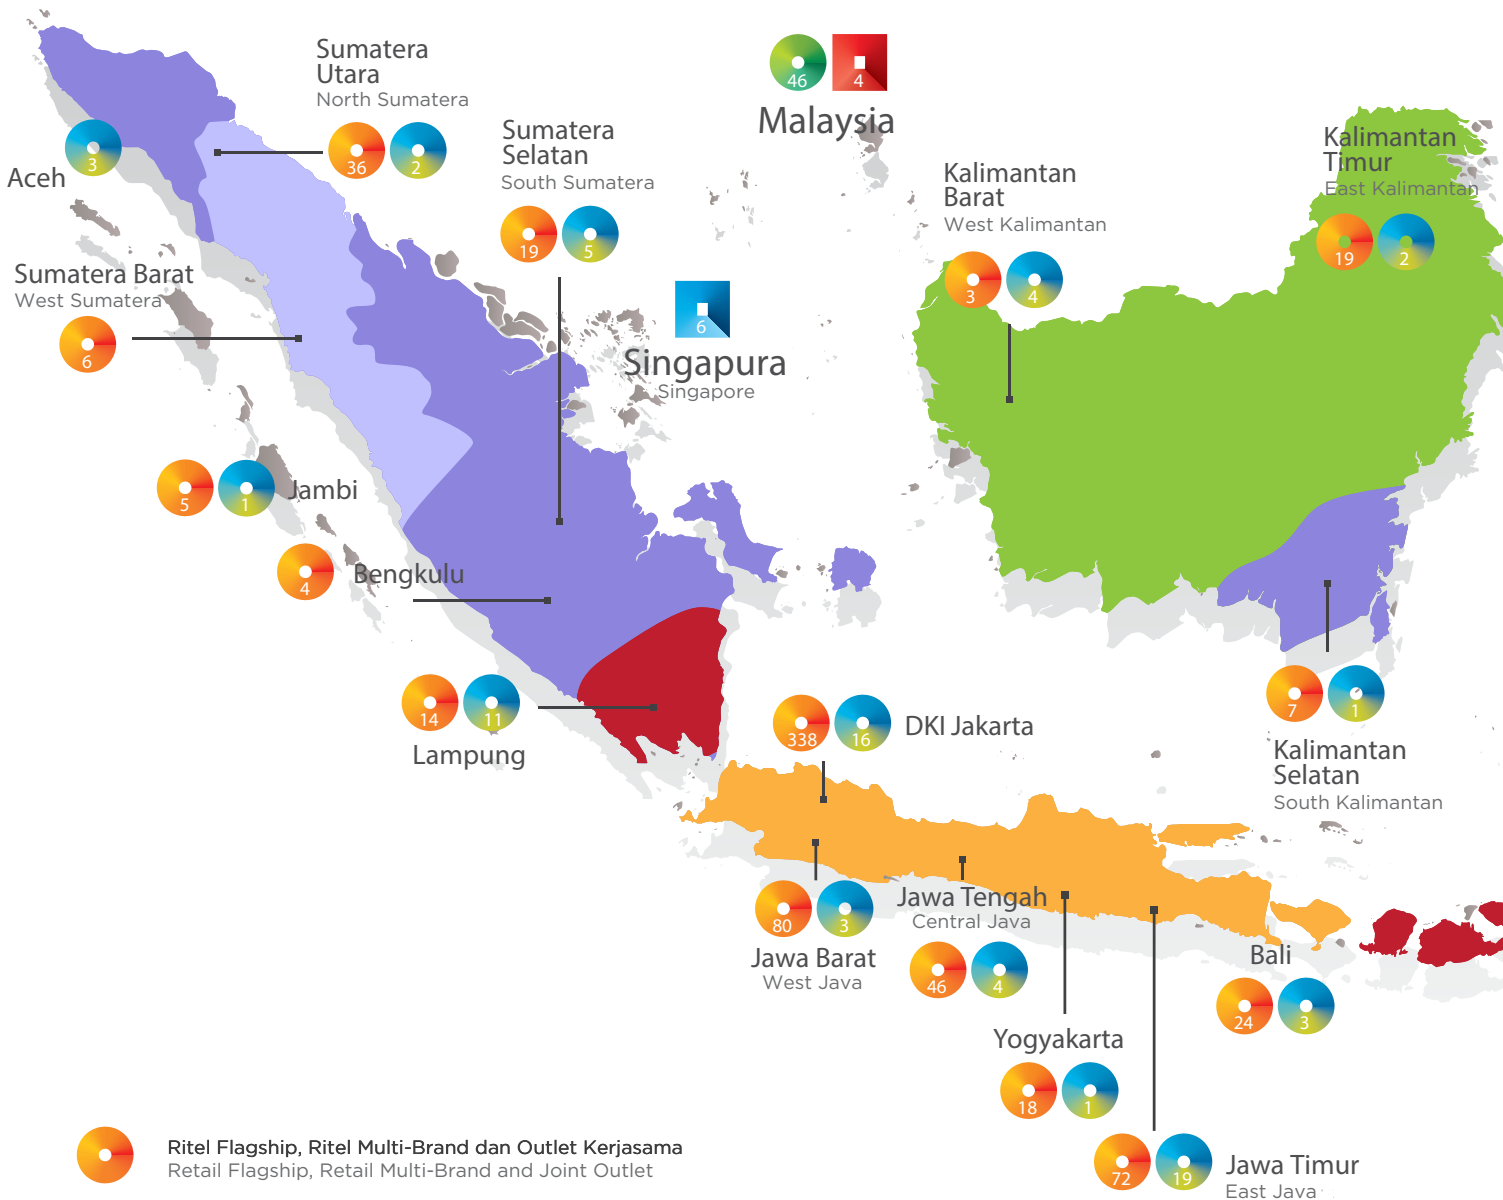 Sumatera
Utara
North Sumatera
36
2
46
4
Malaysia
Sumatera
Selatan
South Sumatera
19
5
Kalimantan
Timur
East Kalimantan
19
2
3
Aceh
Kalimantan
Barat
West Kalimantan
3
4
Sumatera Barat
West Sumatera
6
6
Singapura
Singapore
5
1
Jambi
4
Bengkulu
14
11
Lampung
338
16
DKI Jakarta
7
1
Kalimantan
Selatan
South Kalimantan
80
3
Jawa Barat
West Java
Jawa Tengah
Central Java
46
4
Bali
24
3
Yogyakarta
18
1
72
19
Jawa Timur
East Java
Ritel Flagship, Ritel Multi-Brand dan Outlet Kerjasama
Retail Flagship, Retail Multi-Brand and Joint Outlet